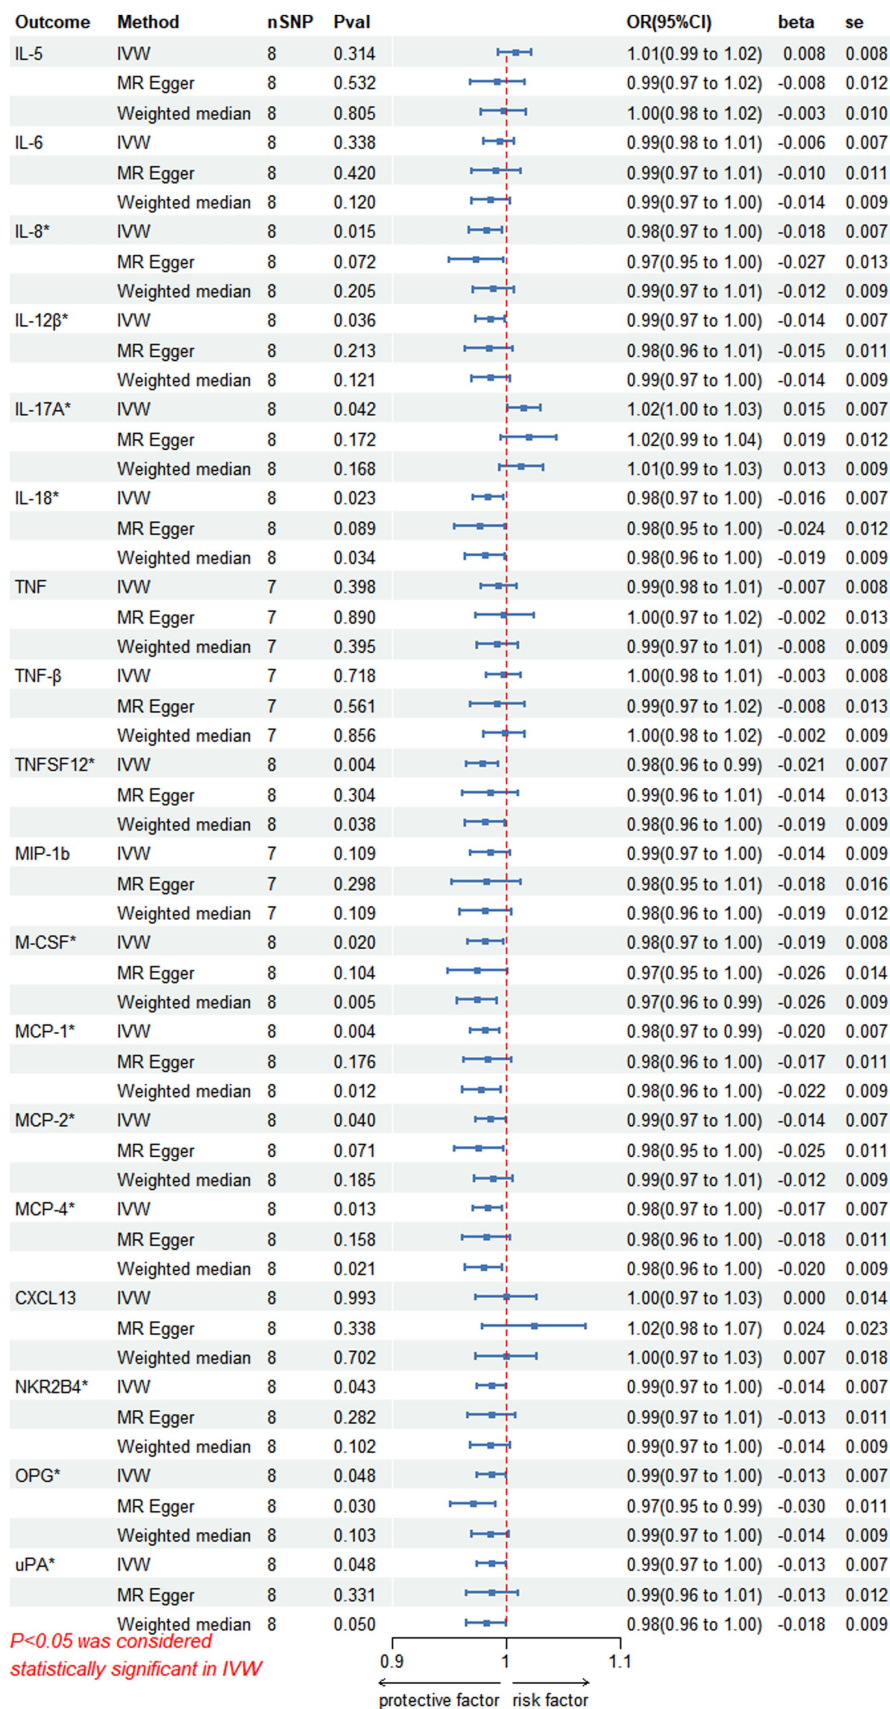 Outcome Method nSNP Pval OR(95%CI) beta se
IL-5 IVW 8 0.314 1.01(0.99 to 1.02) 0.008 0.008
MR Egger 8 0.532 0.99(0.97 to 1.02) -0.008 0.012
Weighted median 8 0.805 1.00(0.98 to 1.02) -0.003 0.010
IL-6 IVW 8 0.338 0.99(0.98 to 1.01) -0.006 0.007
MR Egger 8 0.420 0.99(0.97 to 1.01) -0.010 0.011
Weighted median 8 0.120 0.99(0.97 to 1.00) -0.014 0.009
IL-8* IVW 8 0.015 0.98(0.97 to 1.00) -0.018 0.007
MR Egger 8 0.072 0.97(0.95 to 1.00) -0.027 0.013
Weighted median 8 0.205 0.99(0.97 to 1.01) -0.012 0.009
IL-12β* IVW 8 0.036 0.99(0.97 to 1.00) -0.014 0.007
MR Egger 8 0.213 0.98(0.96 to 1.01) -0.015 0.011
Weighted median 8 0.121 0.99(0.97 to 1.00) -0.014 0.009
IL-17A* IVW 8 0.042 1.02(1.00 to 1.03) 0.015 0.007
MR Egger 8 0.172 1.02(0.99 to 1.04) 0.019 0.012
Weighted median 8 0.168 1.01(0.99 to 1.03) 0.013 0.009
IL-18* IVW 8 0.023 0.98(0.97 to 1.00) -0.016 0.007
MR Egger 8 0.089 0.98(0.95 to 1.00) -0.024 0.012
Weighted median 8 0.034 0.98(0.96 to 1.00) -0.019 0.009
TNF IVW 7 0.398 0.99(0.98 to 1.01) -0.007 0.008
MR Egger 7 0.890 1.00(0.97 to 1.02) -0.002 0.013
Weighted median 7 0.395 0.99(0.97 to 1.01) -0.008 0.009
TNF-β IVW 7 0.718 1.00(0.98 to 1.01) -0.003 0.008
MR Egger 7 0.561 0.99(0.97 to 1.02) -0.008 0.013
Weighted median 7 0.856 1.00(0.98 to 1.02) -0.002 0.009
TNFSF12* IVW 8 0.004 0.98(0.96 to 0.99) -0.021 0.007
MR Egger 8 0.304 0.99(0.96 to 1.01) -0.014 0.013
Weighted median 8 0.038 0.98(0.96 to 1.00) -0.019 0.009
MIP-1b IVW 7 0.109 0.99(0.97 to 1.00) -0.014 0.009
MR Egger 7 0.298 0.98(0.95 to 1.01) -0.018 0.016
Weighted median 7 0.109 0.98(0.96 to 1.00) -0.019 0.012
M-CSF* IVW 8 0.020 0.98(0.97 to 1.00) -0.019 0.008
MR Egger 8 0.104 0.97(0.95 to 1.00) -0.026 0.014
Weighted median 8 0.005 0.97(0.96 to 0.99) -0.026 0.009
MCP-1* IVW 8 0.004 0.98(0.97 to 0.99) -0.020 0.007
MR Egger 8 0.176 0.98(0.96 to 1.00) -0.017 0.011
Weighted median 8 0.012 0.98(0.96 to 1.00) -0.022 0.009
MCP-2* IVW 8 0.040 0.99(0.97 to 1.00) -0.014 0.007
MR Egger 8 0.071 0.98(0.95 to 1.00) -0.025 0.011
Weighted median 8 0.185 0.99(0.97 to 1.01) -0.012 0.009
MCP-4* IVW 8 0.013 0.98(0.97 to 1.00) -0.017 0.007
MR Egger 8 0.158 0.98(0.96 to 1.00) -0.018 0.011
Weighted median 8 0.021 0.98(0.96 to 1.00) -0.020 0.009
CXCL13 IVW 8 0.993 1.00(0.97 to 1.03) 0.000 0.014
MR Egger 8 0.338 1.02(0.98 to 1.07) 0.024 0.023
Weighted median 8 0.702 1.00(0.97 to 1.03) 0.007 0.018
NKR2B4* IVW 8 0.043 0.99(0.97 to 1.00) -0.014 0.007
MR Egger 8 0.282 0.99(0.97 to 1.01) -0.013 0.011
Weighted median 8 0.102 0.99(0.97 to 1.00) -0.014 0.009
OPG* IVW 8 0.048 0.99(0.97 to 1.00) -0.013 0.007
MR Egger 8 0.030 0.97(0.95 to 0.99) -0.030 0.011
Weighted median 8 0.103 0.99(0.97 to 1.00) -0.014 0.009
uPA* IVW 8 0.048 0.99(0.97 to 1.00) -0.013 0.007
MR Egger 8 0.331 0.99(0.96 to 1.01) -0.013 0.012
Weighted median 8 0.050 0.98(0.96 to 1.00) -0.018 0.009
P<0.05 was considered
statistically significant in IVW
0.9 1 1.1
protective factor risk factor